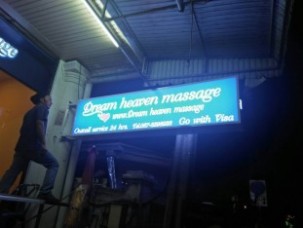 Dream heaven massage
www.Dream heaven massage
Outcall service 24 hrs.
Go with Visa